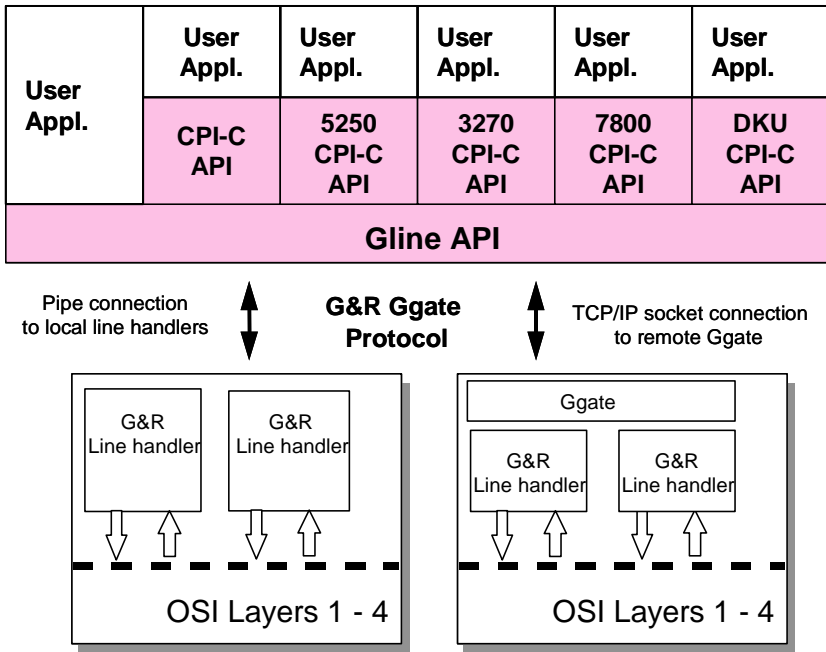 User
Appl.
User
Appl.
User
Appl.
User
Appl.
User
Appl.
User
Appl.
CPI-C
API
5250
CPI-C
API
3270
CPI-C
API
7800
CPI-C
API
DKU
CPI-C
API
Gline API
Pipe connection
to local line handlers
G&R Ggate
Protocol
TCP/IP socket connection
to remote Ggate
G&R
Line handler
G&R
Line handler
OSI Layers 1 - 4
Ggate
G&R
Line handler
G&R
Line handler
OSI Layers 1 - 4